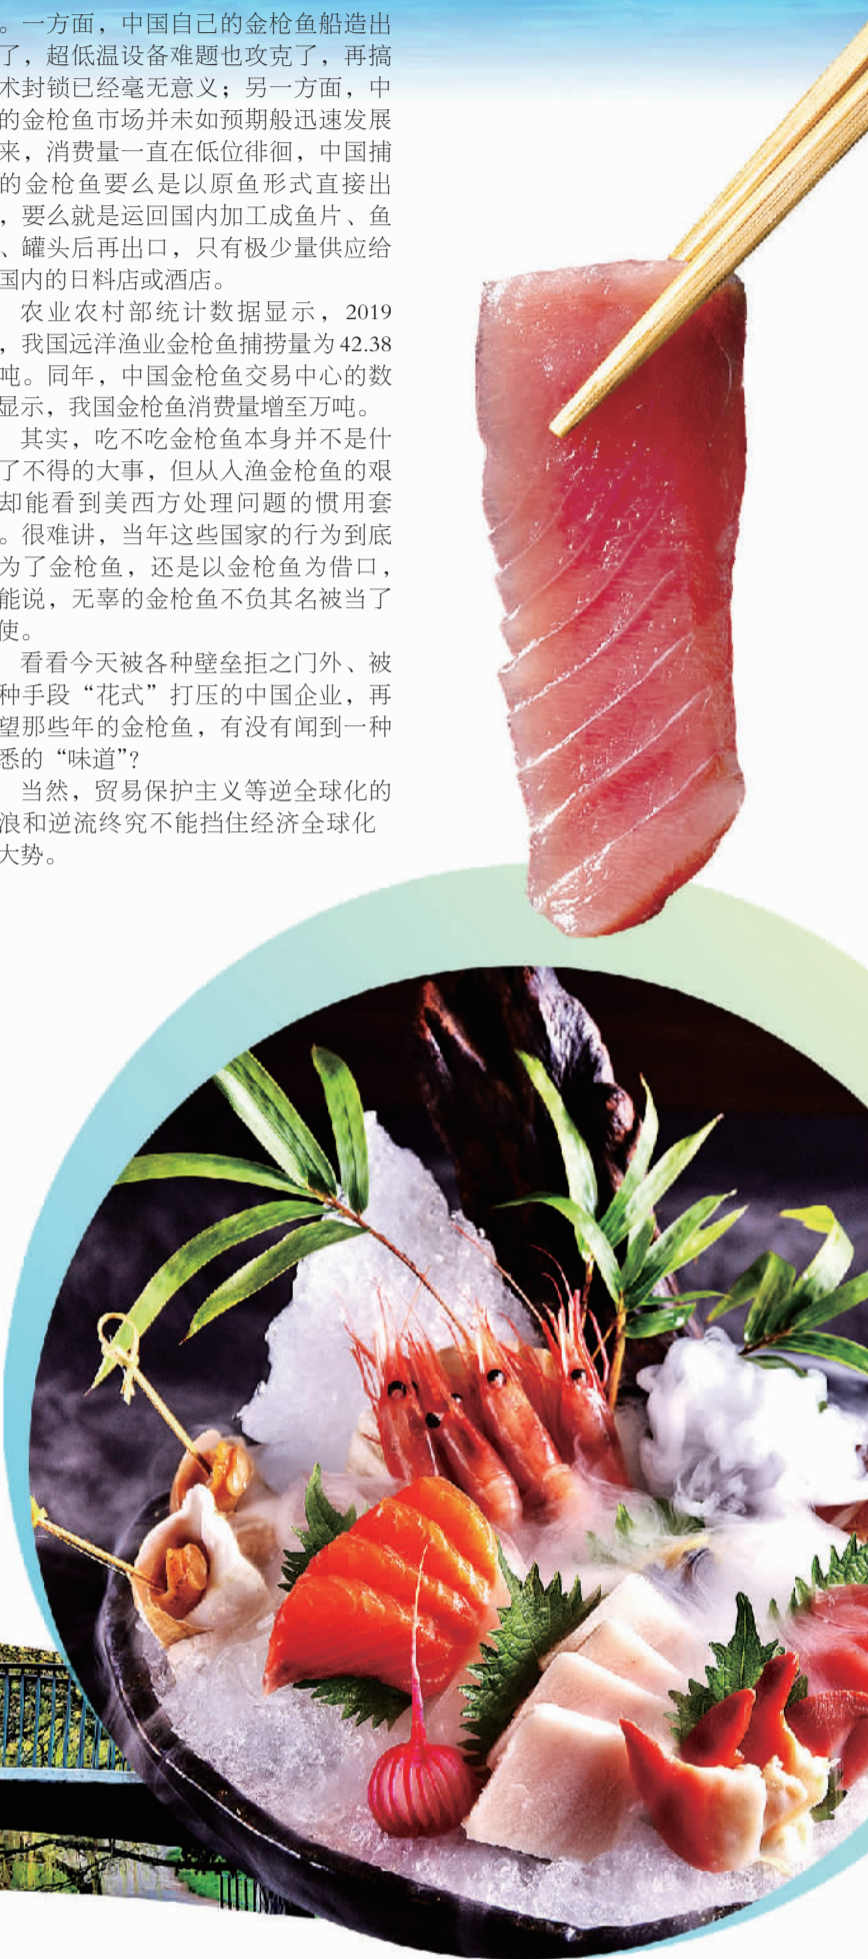 。一方面，中国自己的金枪鱼船造出
了，超低温设备难题也攻克了，再搞
术封锁已经毫无意义；另一方面，中
的金枪鱼市场并未如预期般迅速发展
来，消费量一直在低位徘徊，中国捕
的金枪鱼要么是以原鱼形式直接出
，要么就是运回国内加工成鱼片、鱼
、罐头后再出口，只有极少量供应给
国内的日料店或酒店。
农业农村部统计数据显示，2019
，我国远洋渔业金枪鱼捕捞量为42.38
吨。同年，中国金枪鱼交易中心的数
显示，我国金枪鱼消费量增至万吨。
其实，吃不吃金枪鱼本身并不是什
了不得的大事，但从入渔金枪鱼的艰
却能看到美西方处理问题的惯用套
。很难讲，当年这些国家的行为到底
为了金枪鱼，还是以金枪鱼为借口，
能说，无辜的金枪鱼不负其名被当了
使。
看看今天被各种壁垒拒之门外、被
种手段“花式”打压的中国企业，再
望那些年的金枪鱼，有没有闻到一种
悉的“味道”？
当然，贸易保护主义等逆全球化的
浪和逆流终究不能挡住经济全球化
大势。